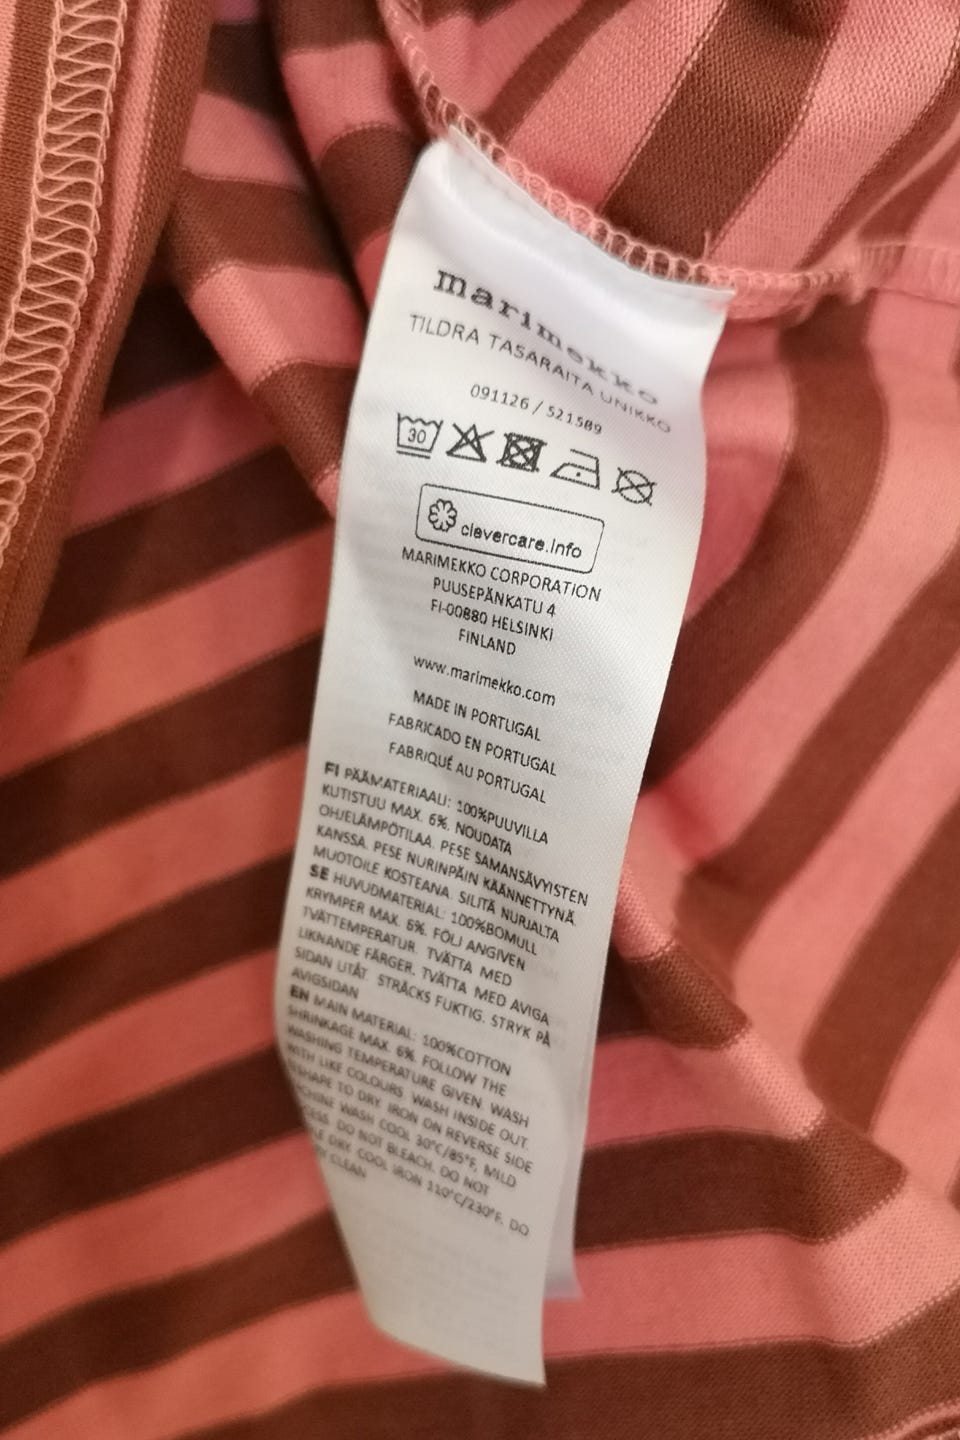 marimekko
TILDRA TASARAITA UNIKKO
091126 / 521589
30
clevercare.info
MARIMEKKO CORPORATION
PUUSEPÄNKATU 4
FI-00880 HELSINKI
FINLAND
www.marimekko.com
MADE IN PORTUGAL
FABRICADO EN PORTUGAL
FABRIQUÉ AU PORTUGAL
FI PÄÄMATERIAALI: 100%PUUVILLA
KUTISTUU MAX. 6%. NOUDATA
OHJELÄMPÖTILAA. PESE SAMANSÄVYISTEN
KANSSA. PESE NURINPÄIN KÄÄNNETTYNÄ.
MUOTOILE KOSTEANA. SILITÄ NURJALTA
SE HUVUDMATERIAL: 100%BOMULL
KRYMPER MAX. 6%. FÖLJ ANGIVEN
TVÄTTEMPERATUR. TVÄTTA MED
LIKNANDE FÄRGER. TVÄTTA MED AVIGA
SIDAN UTÅT. STRÄCKS FUKTIG. STRYK PÅ
AVIGSIDAN
EN MAIN MATERIAL: 100%COTTON
SHRINKAGE MAX. 6%. FOLLOW THE
WASHING TEMPERATURE GIVEN. WASH
WITH LIKE COLOURS. WASH INSIDE OUT.
RESHAPE TO DRY. IRON ON REVERSE SIDE
WASH COOL 30°C/85°F, MILD
DO NOT BLEACH. DO NOT
DRY. COOL IRON 110°C/230°F. DO
CLEAN